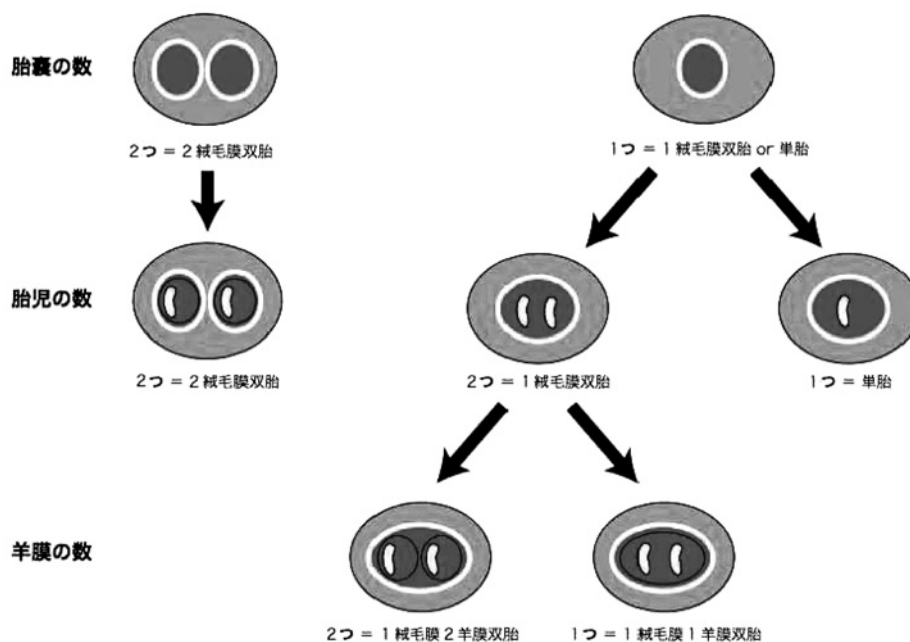 胎嚢の数
2つ = 2絨毛膜双胎
1つ = 1絨毛膜双胎 or 単胎
胎児の数
2つ = 2絨毛膜双胎
2つ = 1絨毛膜双胎
1つ = 単胎
羊膜の数
2つ = 1絨毛膜2羊膜双胎
1つ = 1絨毛膜1羊膜双胎